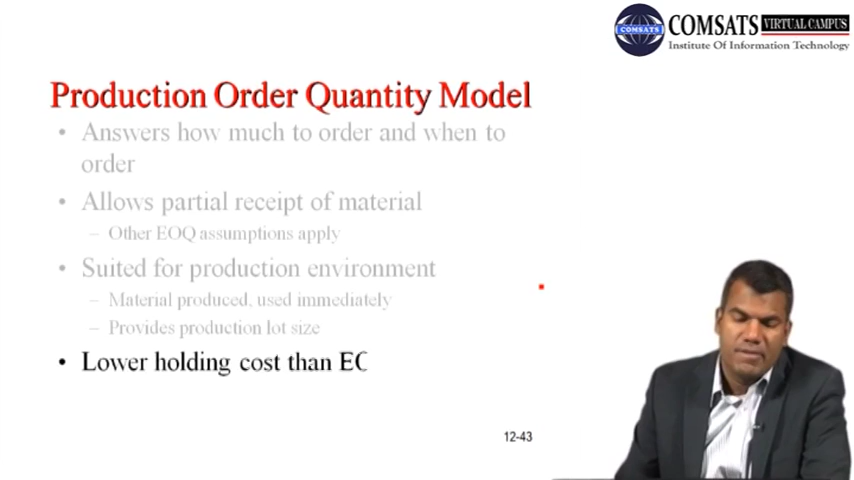 COMSATS VIRTUAL CAMPUS
COMSATS
Institute Of Information Technology
Production Order Quantity Model
• Answers how much to order and when to
order
• Allows partial receipt of material
– Other EOQ assumptions apply
• Suited for production environment
– Material produced, used immediately
– Provides production lot size
• Lower holding cost than EO
12-43